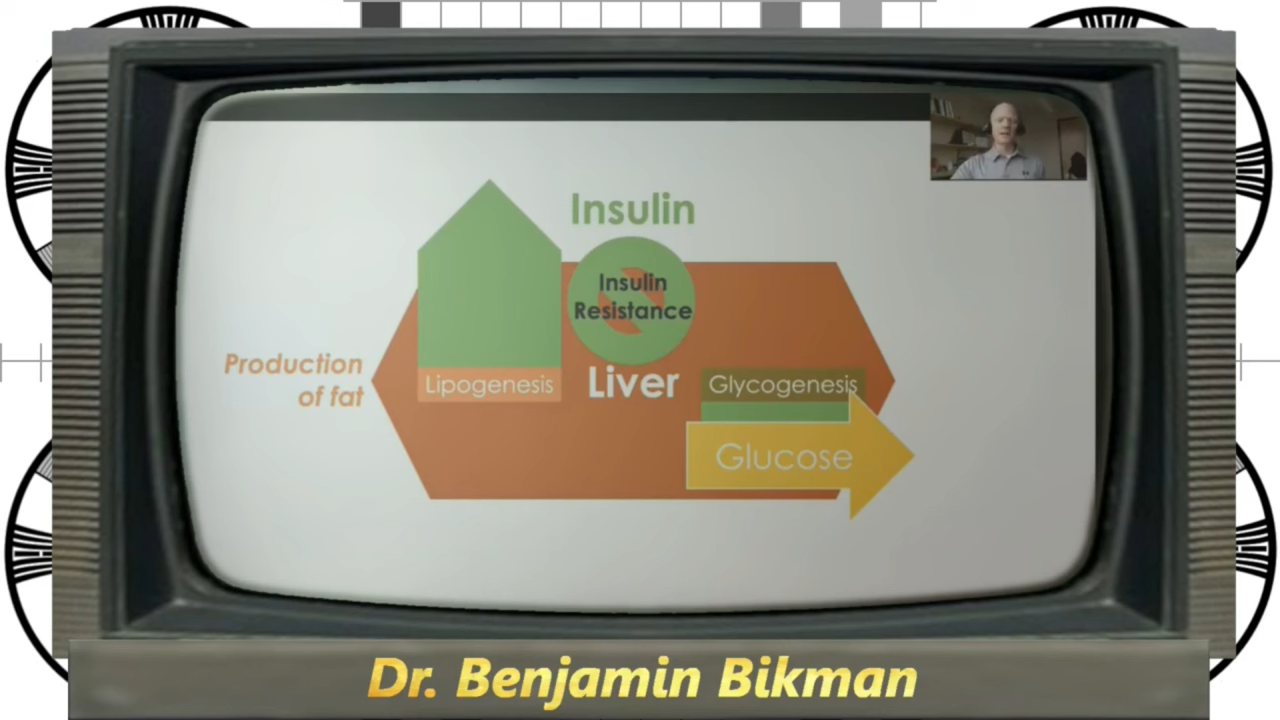 Insulin
Insulin
Resistance
Production
of fat
Lipogenesis
Liver
Glycogenesis
Glucose
Dr. Benjamin Bikman